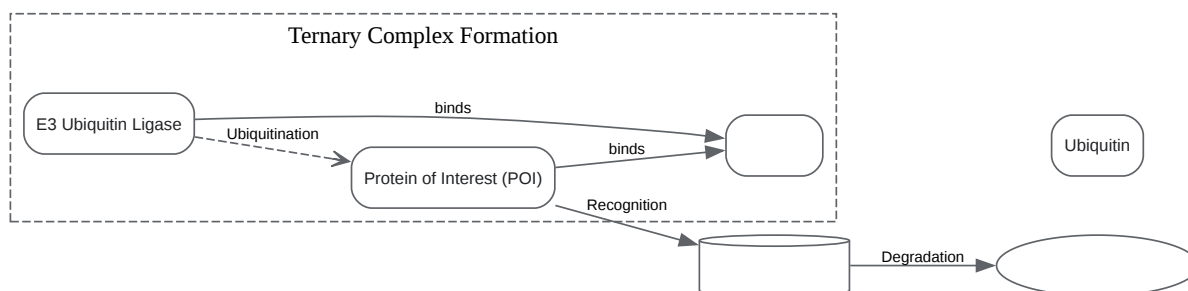 Ternary Complex Formation
binds
E3 Ubiquitin Ligase
Ubiquitination
binds
Ubiquitin
Protein of Interest (POI)
Recognition
Degradation